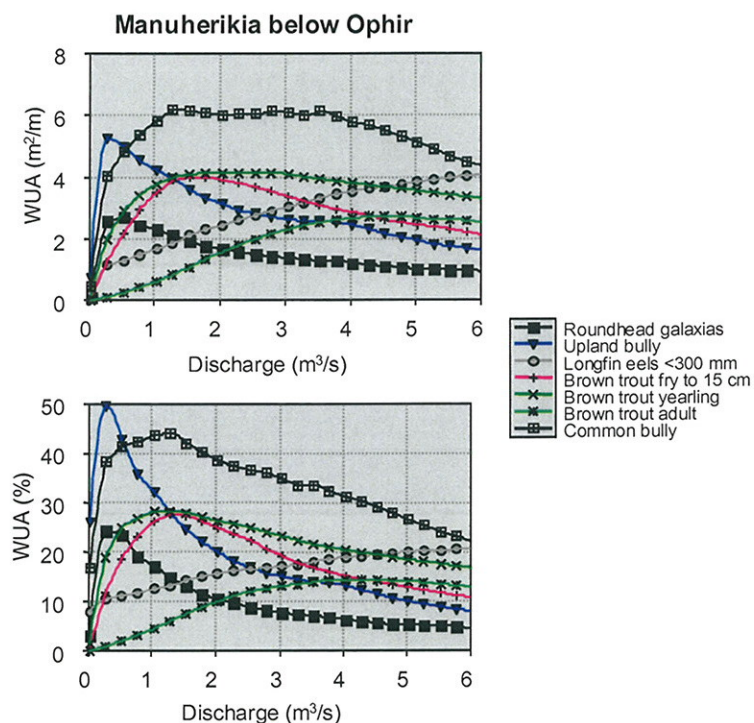 Manuherikia below Ophir
WUA (m²/m)
8
6
4
2
0
0 1 2 3 4 5 6
Discharge (m³/s)
Roundhead galaxias
Upland bully
Longfin eels <300 mm
Brown trout fry to 15 cm
Brown trout yearling
Brown trout adult
Common bully
WUA (%)
50
40
30
20
10
0
0 1 2 3 4 5 6
Discharge (m³/s)